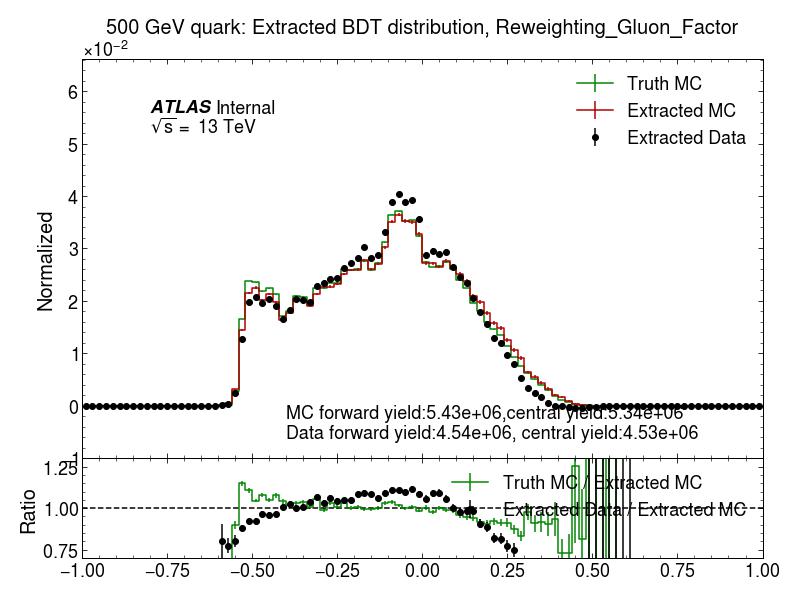 500 GeV quark: Extracted BDT distribution, Reweighting_Gluon_Factor
×10⁻²
Normalized
6
5
4
3
2
1
0
1
ATLAS Internal
√s = 13 TeV
Truth MC
Extracted MC
Extracted Data
MC forward yield:5.43e+06,central yield:5.34e+06
Data forward yield:4.54e+06, central yield:4.53e+06
Ratio
1.25
1.00
0.75
Truth MC / Extracted MC
Extracted Data / Extracted MC
−1.00 −0.75 −0.50 −0.25 0.00 0.25 0.50 0.75 1.00